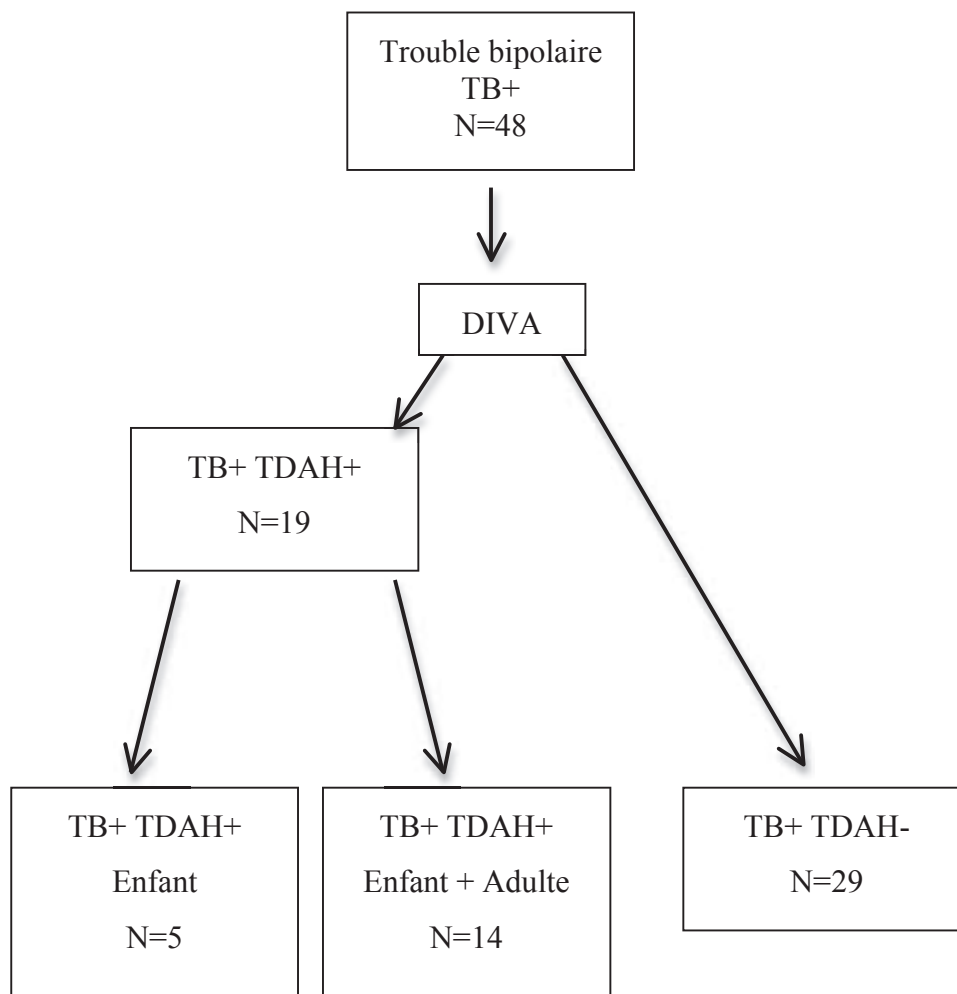 Trouble bipolaire
TB+
N=48
DIVA
TB+ TDAH+
N=19
TB+ TDAH+
Enfant
N=5
TB+ TDAH+
Enfant + Adulte
N=14
TB+ TDAH-
N=29